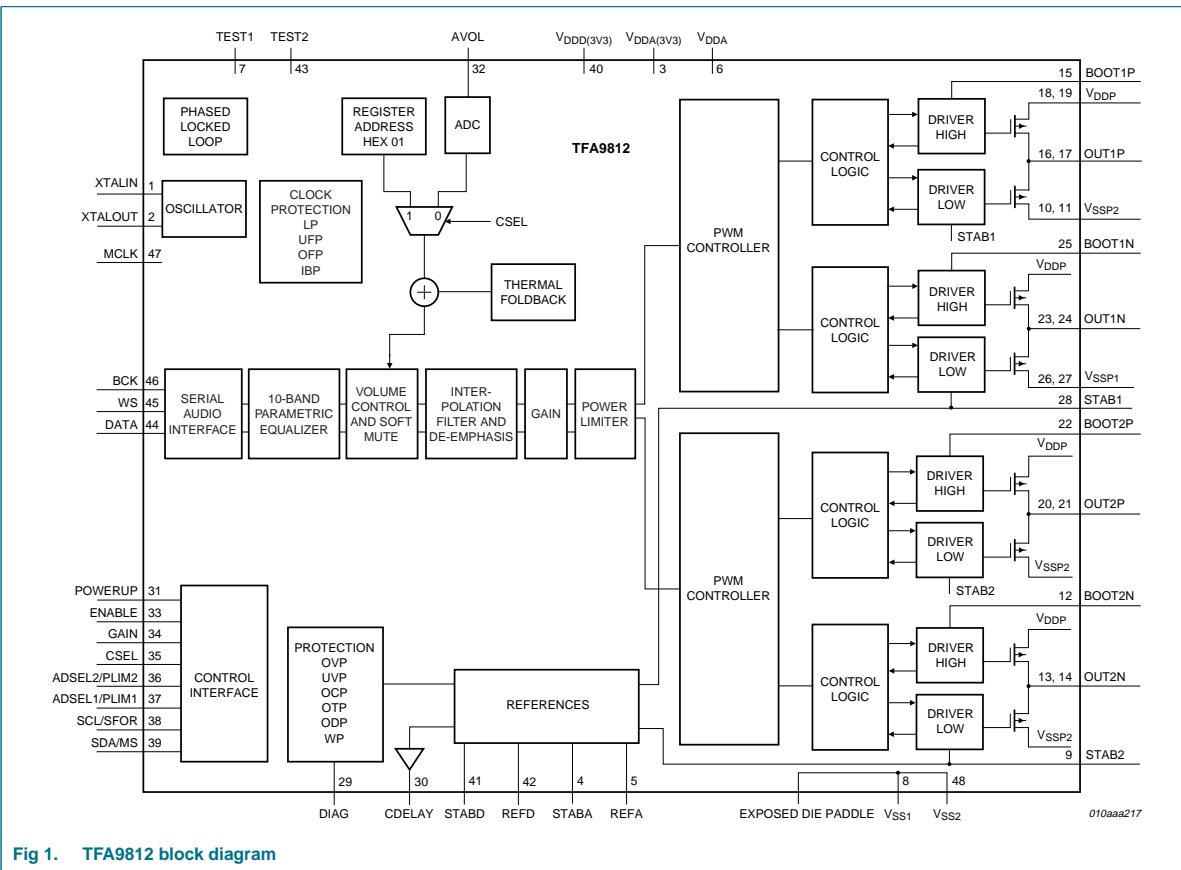 TEST1 TEST2 AVOL VDDD(3V3) VDDA(3V3) VDDA
7 43 32 40 3 6
15 BOOT1P
18, 19 VDDP
16, 17 OUT1P
10, 11 VSSP2
PHASED
LOCKED
LOOP
REGISTER
ADDRESS
HEX 01
ADC
TFA9812
XTALIN 1
XTALOUT 2
MCLK 47
OSCILLATOR
CLOCK
PROTECTION
LP
UFP
OFP
IBP
1 0
CSEL
+
THERMAL
FOLDBACK
PWM
CONTROLLER
CONTROL
LOGIC
DRIVER
HIGH
DRIVER
LOW
STAB1
25 BOOT1N
VDDP
CONTROL
LOGIC
DRIVER
HIGH
DRIVER
LOW
23, 24 OUT1N
26, 27 VSSP1
28 STAB1
BCK 46
WS 45
DATA 44
SERIAL
AUDIO
INTERFACE
10-BAND
PARAMETRIC
EQUALIZER
VOLUME
CONTROL
AND SOFT
MUTE
INTER-
POLATION
FILTER AND
DE-EMPHASIS
GAIN
POWER
LIMITER
22 BOOT2P
VDDP
PWM
CONTROLLER
CONTROL
LOGIC
DRIVER
HIGH
DRIVER
LOW
20, 21 OUT2P
VSSP2
STAB2
12 BOOT2N
VDDP
CONTROL
LOGIC
DRIVER
HIGH
DRIVER
LOW
13, 14 OUT2N
VSSP2
9 STAB2
POWERUP 31
ENABLE 33
GAIN 34
CSEL 35
ADSEL2/PLIM2 36
ADSEL1/PLIM1 37
SCL/SFOR 38
SDA/MS 39
CONTROL
INTERFACE
PROTECTION
OVP
UVP
OCP
OTP
ODP
WP
REFERENCES
29 30 41 42 4 5 8 48
DIAG CDELAY STABD REFD STABA REFA EXPOSED DIE PADDLE VSS1 VSS2
010aaa217
Fig 1. TFA9812 block diagram